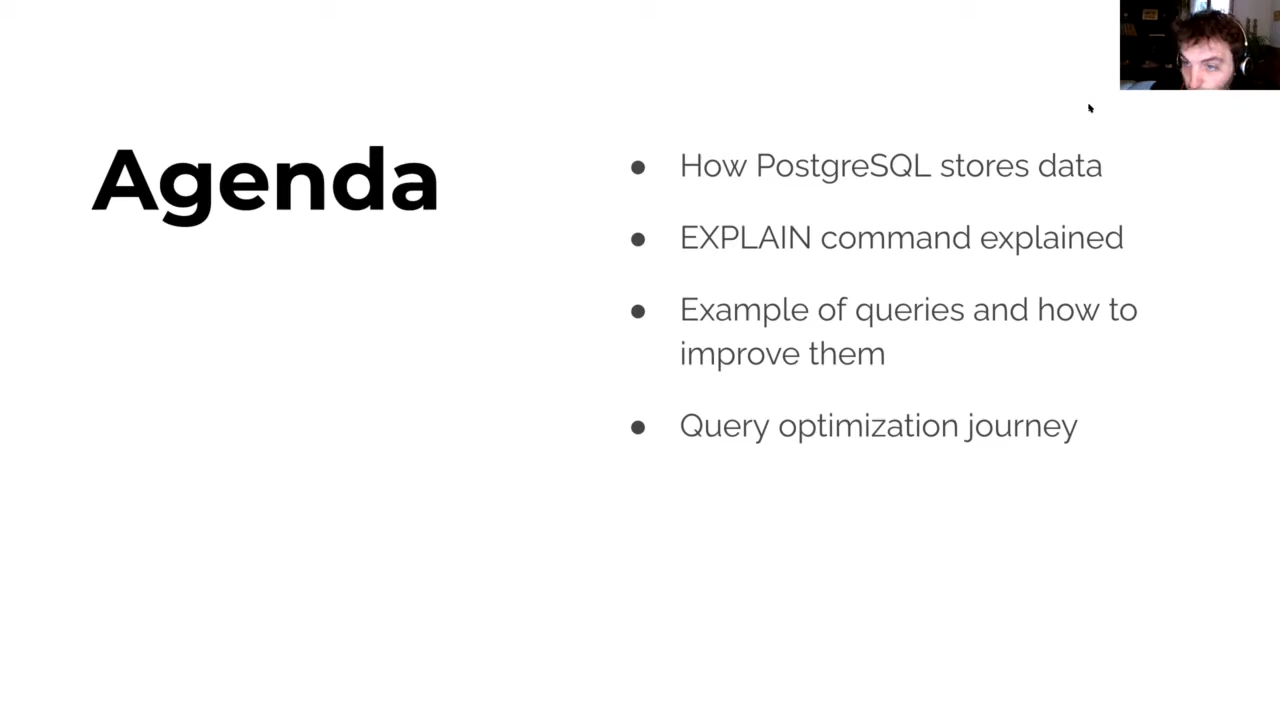 Agenda
● How PostgreSQL stores data
● EXPLAIN command explained
● Example of queries and how to
improve them
● Query optimization journey